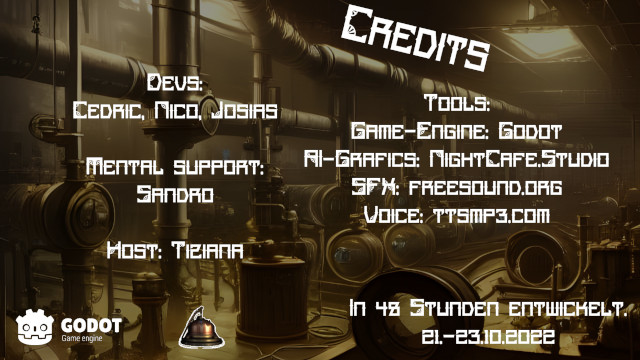 Credits
Devs:
Cedric, Nico, Josias
Mental support:
Sandro
Host: Tiziana
Tools:
Game-Engine: Godot
AI-Grafics: NightCafe.Studio
SFX: freesound.org
Voice: ttsmp3.com
In 48 Stunden entwickelt.
21.-23.10.2022
GODOT
Game engine